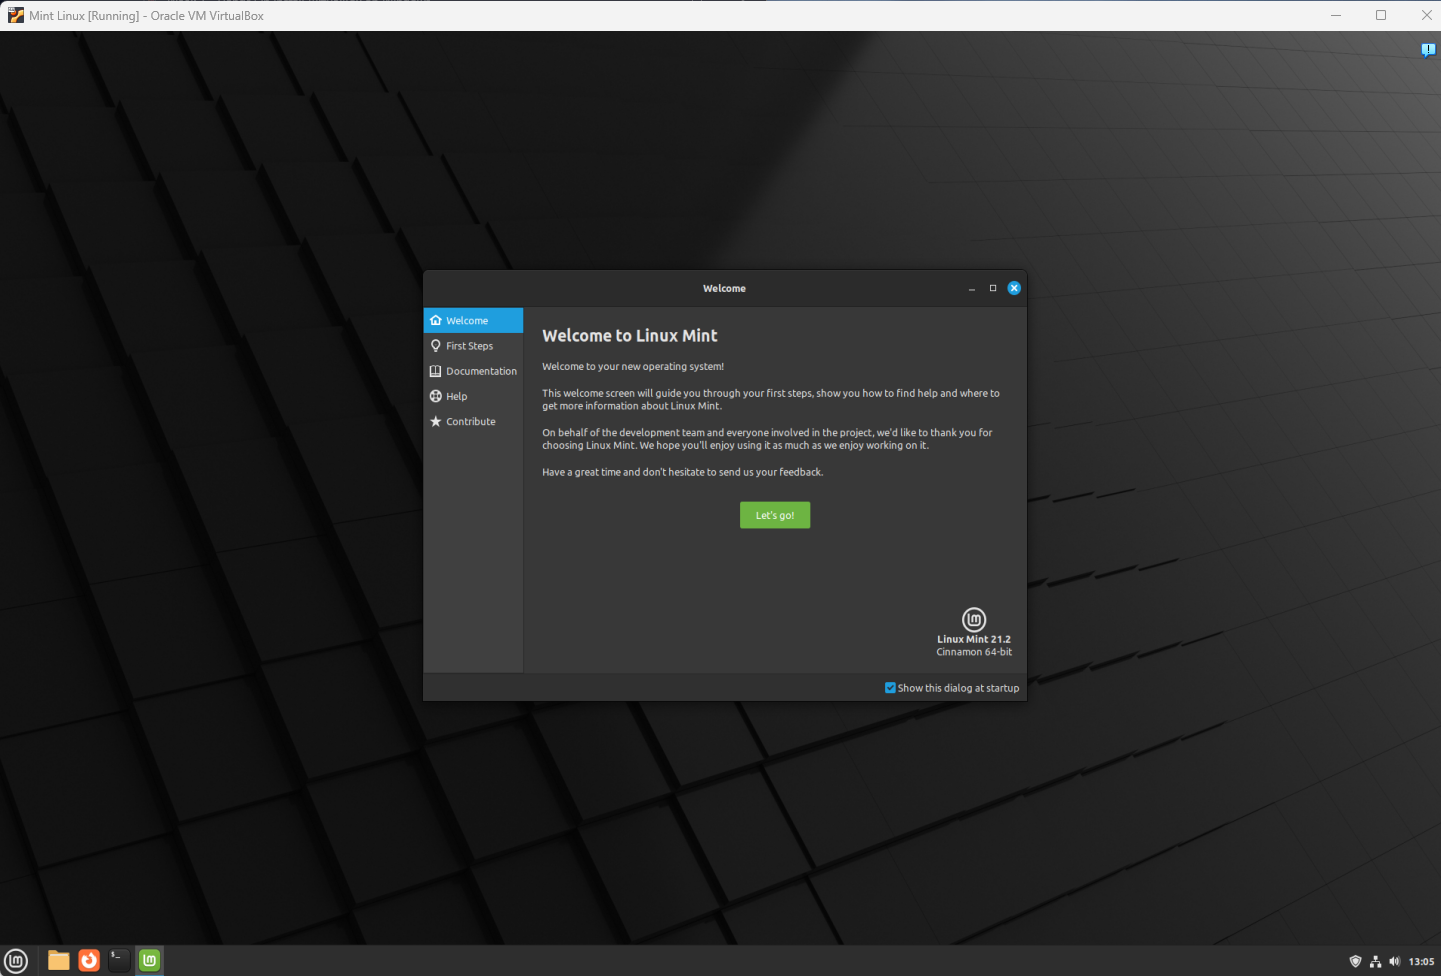 Mint Linux [Running] - Oracle VM VirtualBox
Welcome
Welcome
First Steps
Documentation
Help
Contribute
Welcome to Linux Mint
Welcome to your new operating system!
This welcome screen will guide you through your first steps, show you how to find help and where to
get more information about Linux Mint.
On behalf of the development team and everyone involved in the project, we'd like to thank you for
choosing Linux Mint. We hope you'll enjoy using it as much as we enjoy working on it.
Have a great time and don't hesitate to send us your feedback.
Let's go!
Linux Mint 21.2
Cinnamon 64-bit
Show this dialog at startup
13:05